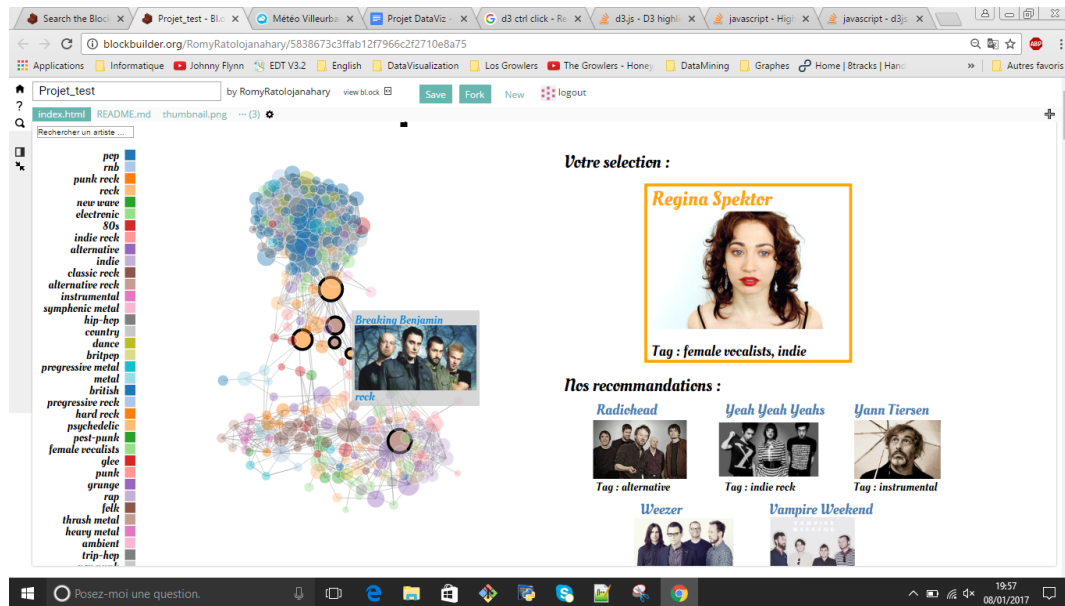 Search the Block
Projet_test - Bl.c
Météo Villeurba
Projet DataViz -
d3 ctrl click - Re
d3.js - D3 highli
javascript - High
javascript - d3js
blockbuilder.org/RomyRatolojanahary/5838673c3ffab12f7966c2f2710e8a75
Applications
Informatique
Johnny Flynn
EDT V3.2
English
DataVisualization
Los Growlers
The Growlers - Honey
DataMining
Graphes
Home | 8tracks | Hand
»
Autres favoris
Projet_test
by RomyRatolojanahary
view bl.ock
Save
Fork
New
logout
index.html
README.md
thumbnail.png
··· (3)
Rechercher un artiste ...
pop
rnb
punk rock
rock
new wave
electronic
80s
indie rock
alternative
indie
classic rock
alternative rock
instrumental
symphonic metal
hip-hop
country
dance
britpop
progressive metal
metal
british
progressive rock
hard rock
psychedelic
post-punk
female vocalists
glee
punk
grunge
rap
folk
thrash metal
heavy metal
ambient
trip-hop
Breaking Benjamin
rock
Votre selection :
Regina Spektor
Tag : female vocalists, indie
Nos recommandations :
Radiohead
Yeah Yeah Yeahs
Yann Tiersen
Tag : alternative
Tag : indie rock
Tag : instrumental
Weezer
Vampire Weekend
Posez-moi une question.
19:57
08/01/2017